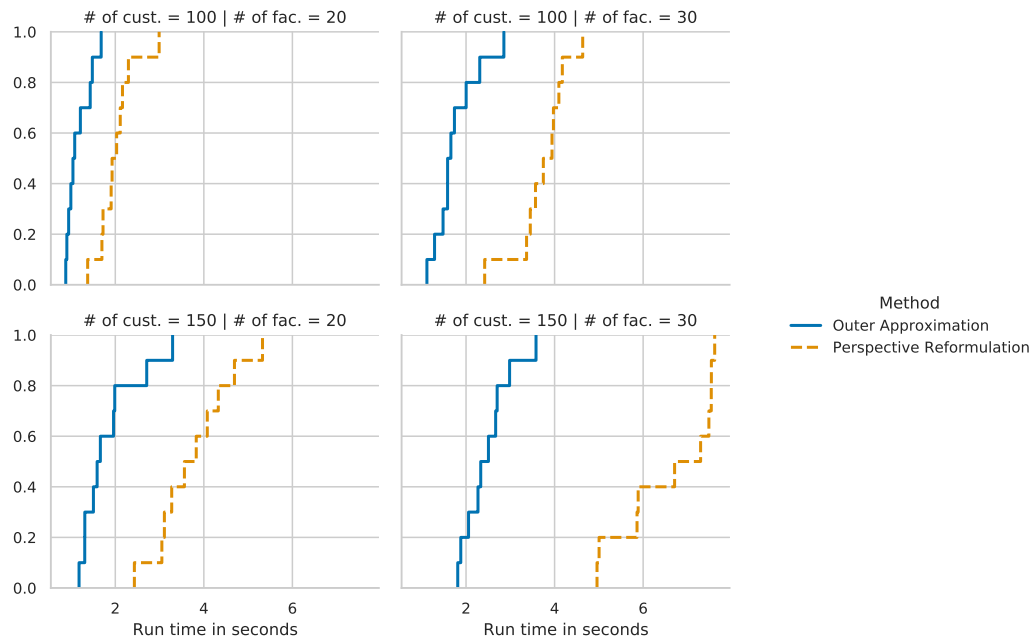 # of cust. = 100 | # of fac. = 20
# of cust. = 100 | # of fac. = 30
1.0
0.8
0.6
0.4
0.2
0.0
# of cust. = 150 | # of fac. = 20
# of cust. = 150 | # of fac. = 30
1.0
0.8
0.6
0.4
0.2
0.0
2 4 6
2 4 6
Run time in seconds
Run time in seconds
Method
Outer Approximation
Perspective Reformulation